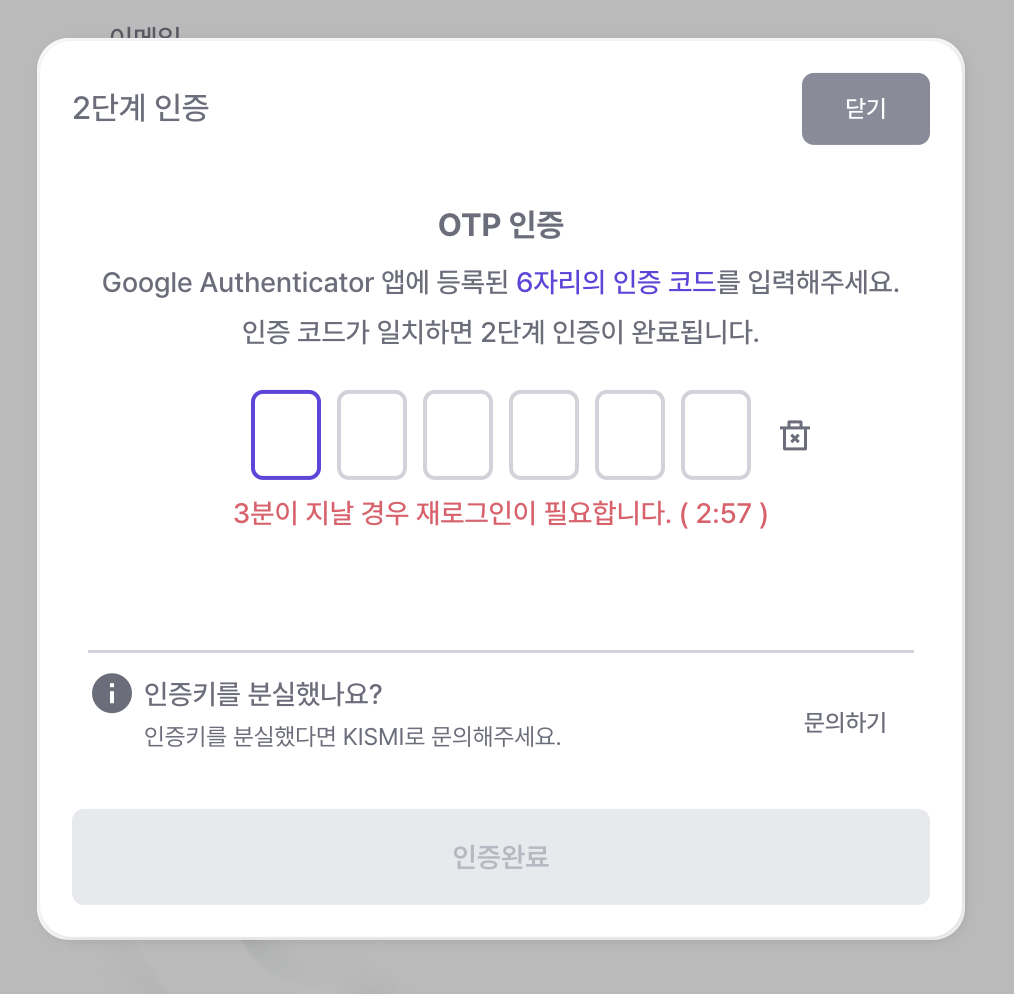 이메일
2단계 인증
닫기
OTP 인증
Google Authenticator 앱에 등록된 6자리의 인증 코드를 입력해주세요.
인증 코드가 일치하면 2단계 인증이 완료됩니다.
3분이 지날 경우 재로그인이 필요합니다. ( 2:57 )
인증키를 분실했나요?
인증키를 분실했다면 KISMI로 문의해주세요.
문의하기
인증완료